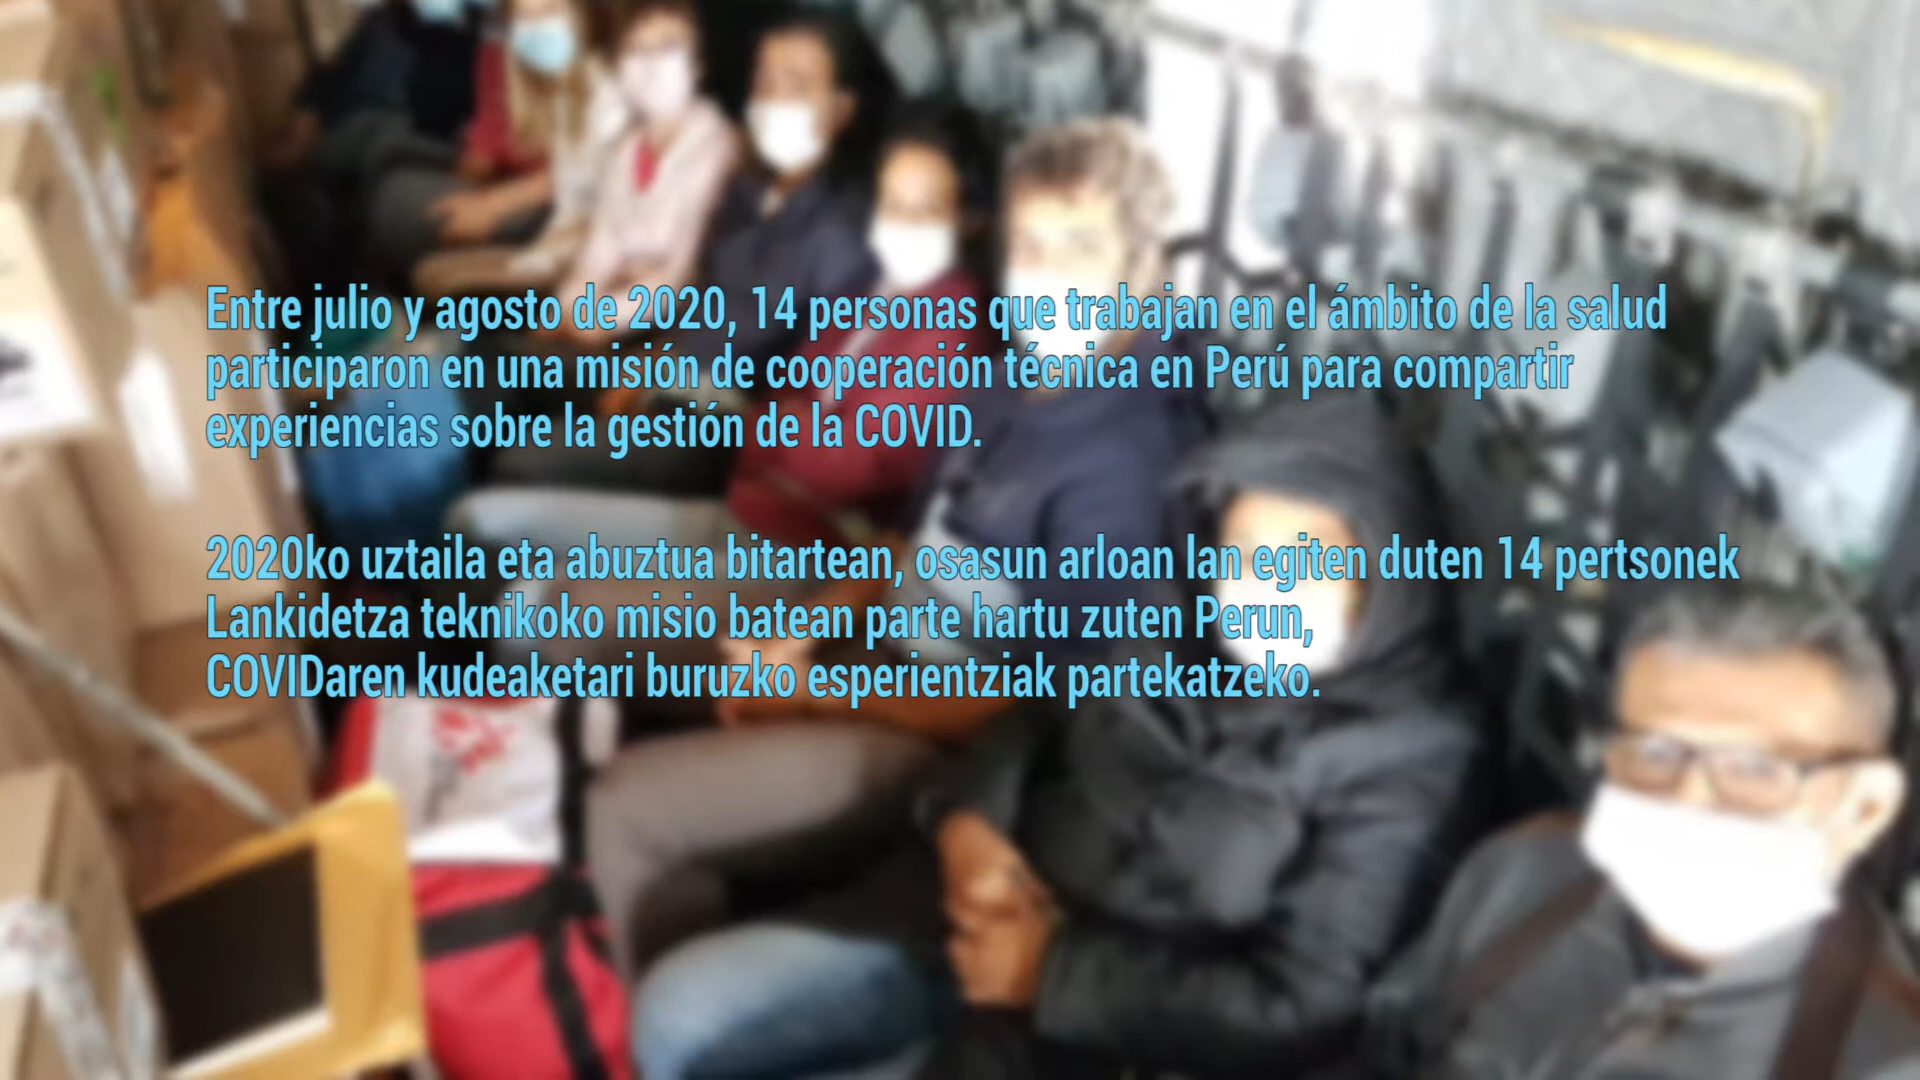 Entre julio y agosto de 2020, 14 personas que trabajan en el ámbito de la salud
participaron en una misión de cooperación técnica en Perú para compartir
experiencias sobre la gestión de la COVID.
2020ko uztaila eta abuztua bitartean, osasun arloan lan egiten duten 14 pertsonek
Lankidetza teknikoko misio batean parte hartu zuten Perun,
COVIDaren kudeaketari buruzko esperientziak partekatzeko.